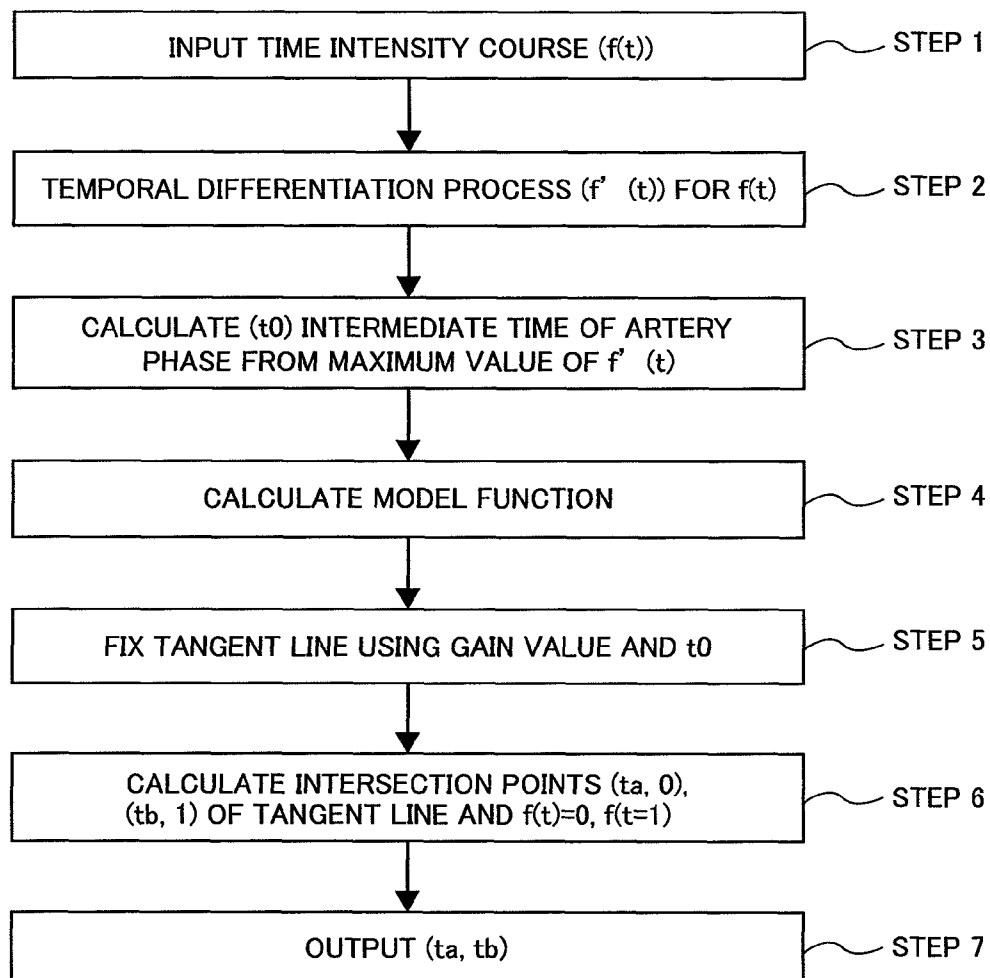 INPUT TIME INTENSITY COURSE (f(t))
STEP 1
TEMPORAL DIFFERENTIATION PROCESS (f' (t)) FOR f(t)
STEP 2
CALCULATE (t0) INTERMEDIATE TIME OF ARTERY
PHASE FROM MAXIMUM VALUE OF f' (t)
STEP 3
CALCULATE MODEL FUNCTION
STEP 4
FIX TANGENT LINE USING GAIN VALUE AND t0
STEP 5
CALCULATE INTERSECTION POINTS (ta, 0),
(tb, 1) OF TANGENT LINE AND f(t)=0, f(t=1)
STEP 6
OUTPUT (ta, tb)
STEP 7